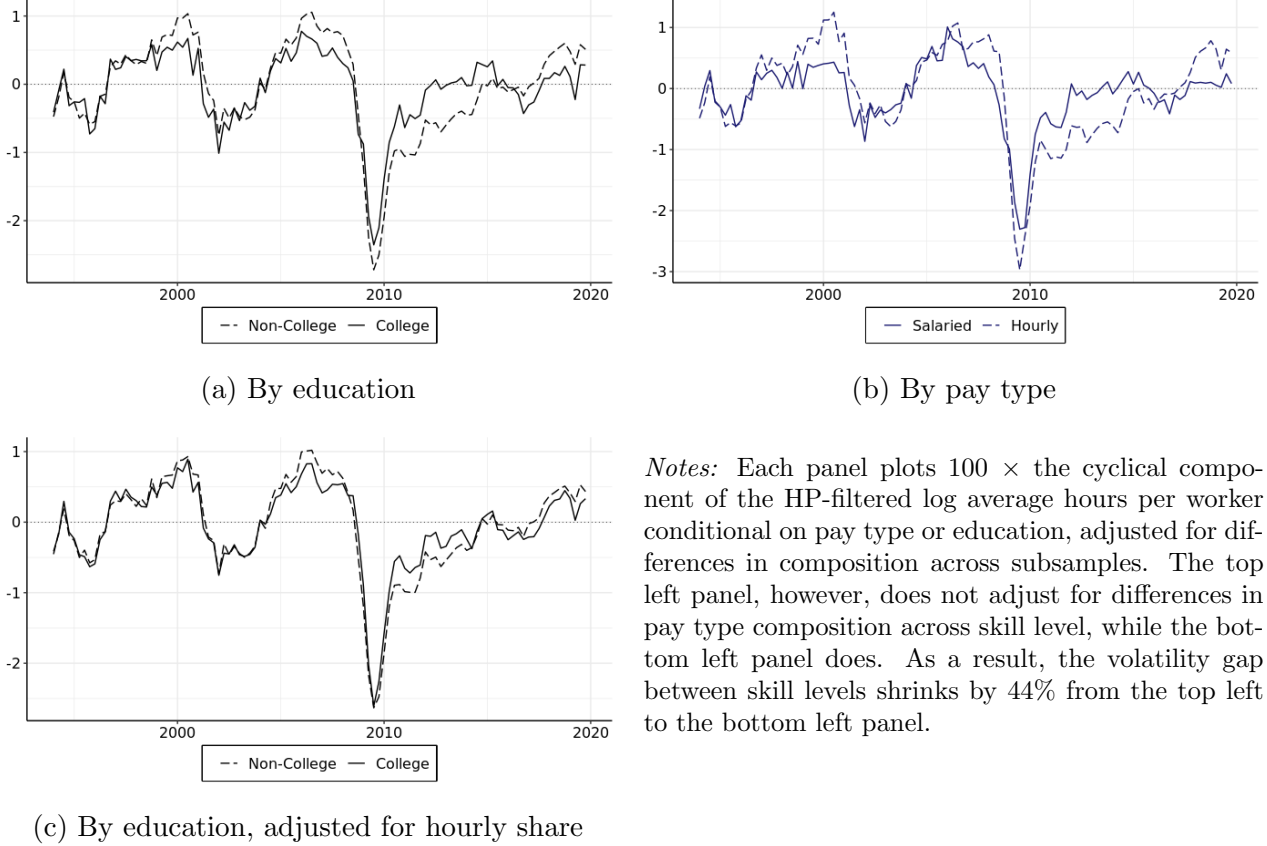 1
0
-1
-2
2000 2010 2020
Non-College College
(a) By education
1
0
-1
-2
-3
2000 2010 2020
Salaried Hourly
(b) By pay type
1
0
-1
-2
2000 2010 2020
Non-College College
(c) By education, adjusted for hourly share
Notes: Each panel plots 100 × the cyclical compo-
nent of the HP-filtered log average hours per worker
conditional on pay type or education, adjusted for dif-
ferences in composition across subsamples. The top
left panel, however, does not adjust for differences in
pay type composition across skill level, while the bot-
tom left panel does. As a result, the volatility gap
between skill levels shrinks by 44% from the top left
to the bottom left panel.